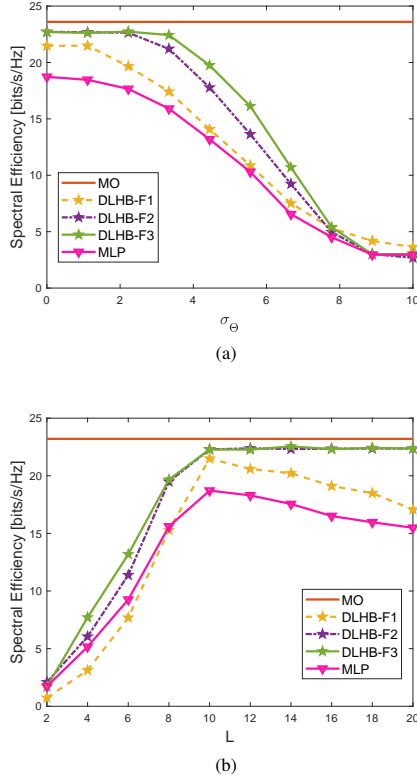 25
20
15
10
5
0
Spectral Efficiency [bits/s/Hz]
MO
DLHB-F1
DLHB-F2
DLHB-F3
MLP
0 2 4 6 8 10
σ_Θ
(a)
25
20
15
10
5
0
Spectral Efficiency [bits/s/Hz]
MO
DLHB-F1
DLHB-F2
DLHB-F3
MLP
2 4 6 8 10 12 14 16 18 20
L
(b)